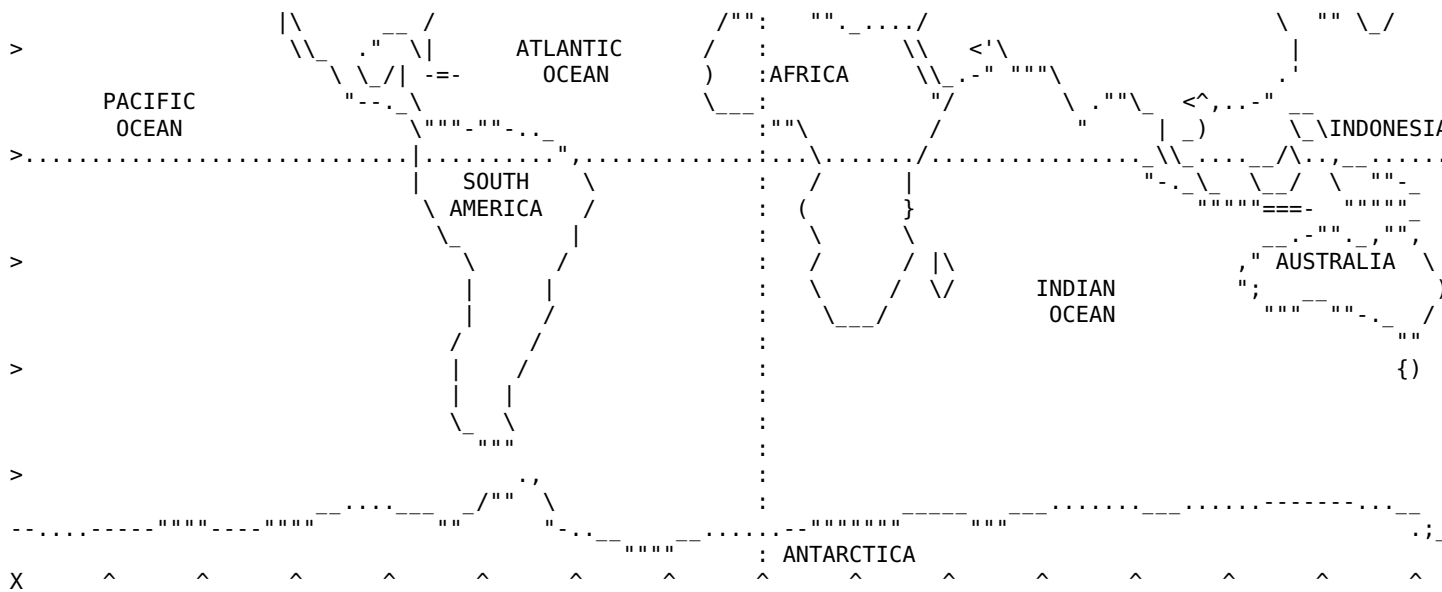 ATLANTIC
OCEAN AFRICA
PACIFIC
OCEAN INDONESIA
SOUTH
AMERICA
AUSTRALIA
INDIAN
OCEAN
ANTARCTICA
X